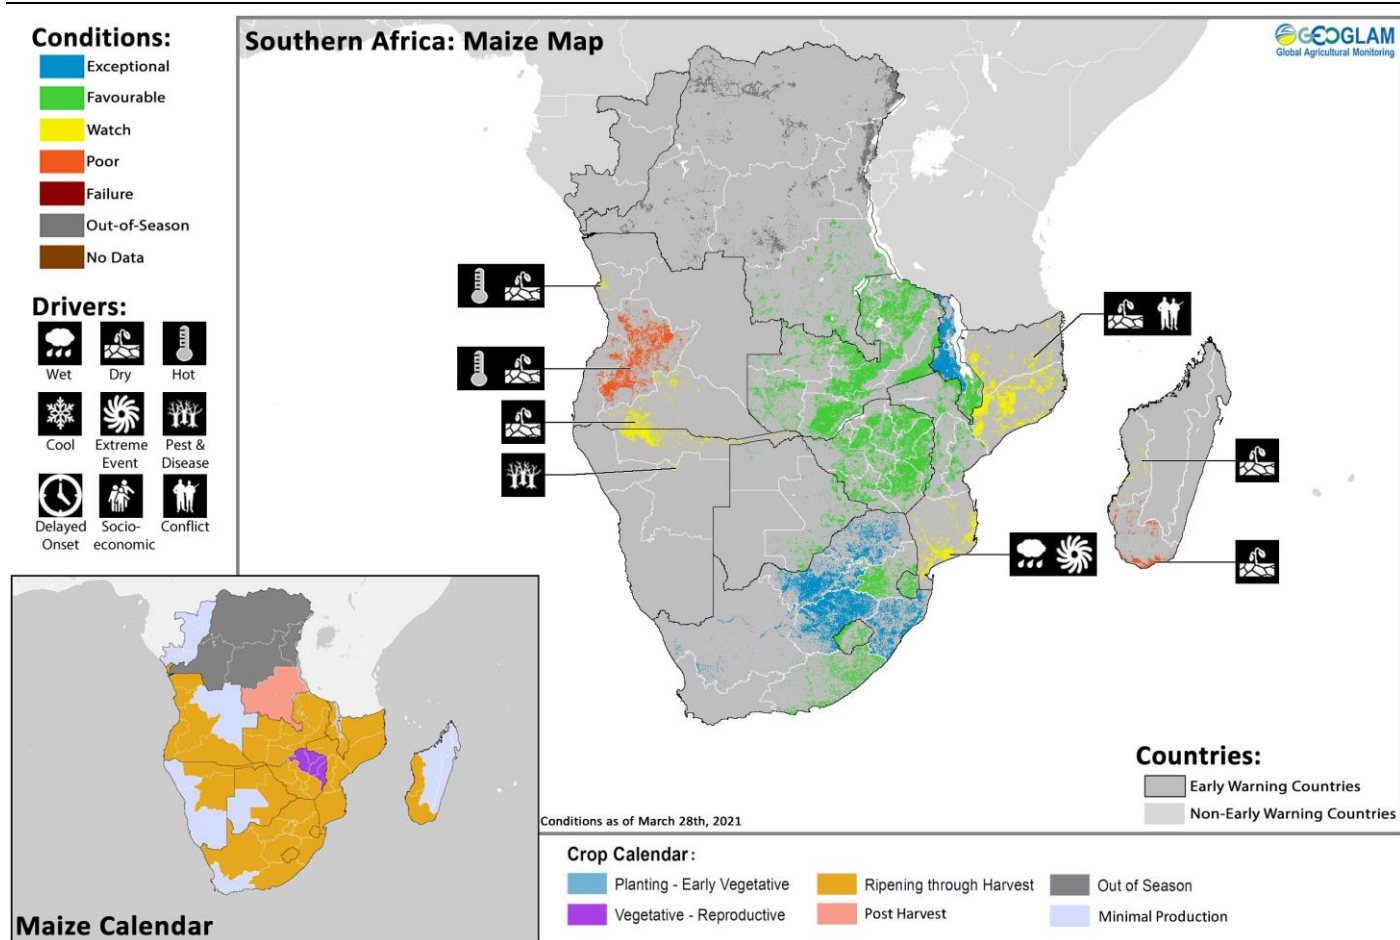 Conditions:
Exceptional
Favourable
Watch
Poor
Failure
Out-of-Season
No Data
Drivers:
Wet
Dry
Hot
Cool
Extreme
Event
Pest &
Disease
Delayed
Onset
Socio-
economic
Conflict
Southern Africa: Maize Map
GEOGLAM
Global Agricultural Monitoring
Countries:
Early Warning Countries
Non-Early Warning Countries
Conditions as of March 28th, 2021
Maize Calendar
Crop Calendar:
Planting - Early Vegetative
Ripening through Harvest
Out of Season
Vegetative - Reproductive
Post Harvest
Minimal Production